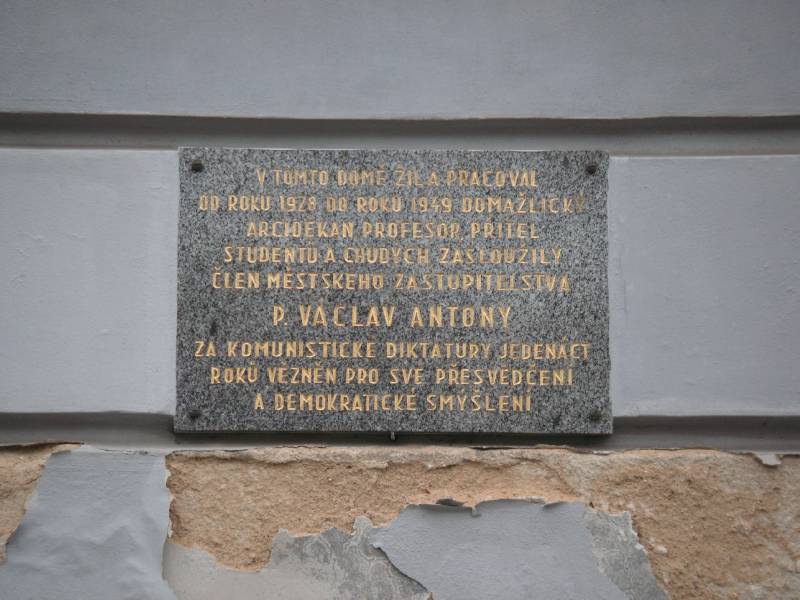 V TOMTO DOMĚ ŽIL A PRACOVAL
OD ROKU 1928 DO ROKU 1949 DOMAŽLICKÝ
ARCIDĚKAN PROFESOR PŘÍTEL
STUDENTŮ A CHUDÝCH ZASLOUŽILÝ
ČLEN MĚSTSKÉHO ZASTUPITELSTVA
P. VÁCLAV ANTONY
ZA KOMUNISTICKÉ DIKTATURY JEDENÁCT
ROKŮ VĚZNĚN PRO SVÉ PŘESVĚDČENÍ
A DEMOKRATICKÉ SMÝŠLENÍ